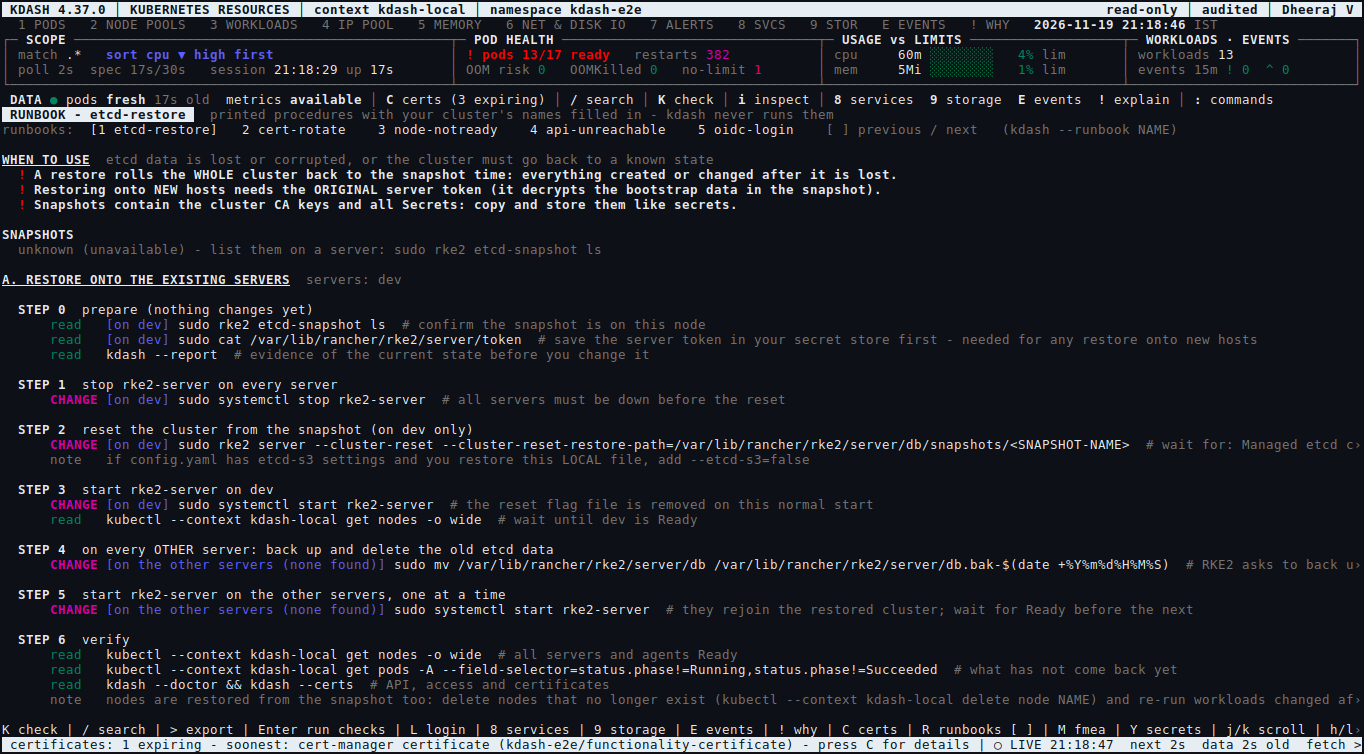 KDASH 4.37.0 │ KUBERNETES RESOURCES │ context kdash-local │ namespace kdash-e2e read-only │ audited │ Dheeraj V
1 PODS 2 NODE POOLS 3 WORKLOADS 4 IP POOL 5 MEMORY 6 NET & DISK IO 7 ALERTS 8 SVCS 9 STOR E EVENTS ! WHY 2026-11-19 21:18:46 IST
SCOPE POD HEALTH USAGE vs LIMITS WORKLOADS · EVENTS
match .* sort cpu ▼ high first │ ! pods 13/17 ready restarts 382 │ cpu 60m 4% lim │ workloads 13
poll 2s spec 17s/30s session 21:18:29 up 17s │ OOM risk 0 OOMKilled 0 no-limit 1 │ mem 5Mi 1% lim │ events 15m ! 0 ^ 0
DATA ● pods fresh 17s old metrics available │ C certs (3 expiring) │ / search │ K check │ i inspect │ 8 services 9 storage E events ! explain │ : commands
RUNBOOK - etcd-restore printed procedures with your cluster's names filled in - kdash never runs them
runbooks: [1 etcd-restore] 2 cert-rotate 3 node-notready 4 api-unreachable 5 oidc-login [ ] previous / next (kdash --runbook NAME)
WHEN TO USE etcd data is lost or corrupted, or the cluster must go back to a known state
! A restore rolls the WHOLE cluster back to the snapshot time: everything created or changed after it is lost.
! Restoring onto NEW hosts needs the ORIGINAL server token (it decrypts the bootstrap data in the snapshot).
! Snapshots contain the cluster CA keys and all Secrets: copy and store them like secrets.
SNAPSHOTS
unknown (unavailable) - list them on a server: sudo rke2 etcd-snapshot ls
A. RESTORE ONTO THE EXISTING SERVERS servers: dev
STEP 0 prepare (nothing changes yet)
read [on dev] sudo rke2 etcd-snapshot ls # confirm the snapshot is on this node
read [on dev] sudo cat /var/lib/rancher/rke2/server/token # save the server token in your secret store first - needed for any restore onto new hosts
read kdash --report # evidence of the current state before you change it
STEP 1 stop rke2-server on every server
CHANGE [on dev] sudo systemctl stop rke2-server # all servers must be down before the reset
STEP 2 reset the cluster from the snapshot (on dev only)
CHANGE [on dev] sudo rke2 server --cluster-reset --cluster-reset-restore-path=/var/lib/rancher/rke2/server/db/snapshots/<SNAPSHOT-NAME> # wait for: Managed etcd c›
note if config.yaml has etcd-s3 settings and you restore this LOCAL file, add --etcd-s3=false
STEP 3 start rke2-server on dev
CHANGE [on dev] sudo systemctl start rke2-server # the reset flag file is removed on this normal start
read kubectl --context kdash-local get nodes -o wide # wait until dev is Ready
STEP 4 on every OTHER server: back up and delete the old etcd data
CHANGE [on the other servers (none found)] sudo mv /var/lib/rancher/rke2/server/db /var/lib/rancher/rke2/server/db.bak-$(date +%Y%m%d%H%M%S) # RKE2 asks to back u›
STEP 5 start rke2-server on the other servers, one at a time
CHANGE [on the other servers (none found)] sudo systemctl start rke2-server # they rejoin the restored cluster; wait for Ready before the next
STEP 6 verify
read kubectl --context kdash-local get nodes -o wide # all servers and agents Ready
read kubectl --context kdash-local get pods -A --field-selector=status.phase!=Running,status.phase!=Succeeded # what has not come back yet
read kdash --doctor && kdash --certs # API, access and certificates
note nodes are restored from the snapshot too: delete nodes that no longer exist (kubectl --context kdash-local delete node NAME) and re-run workloads changed af›
K check | / search | > export | Enter run checks | L login | 8 services | 9 storage | E events | ! why | C certs | R runbooks [ ] | M fmea | Y secrets | j/k scroll | h/l›
certificates: 1 expiring - soonest: cert-manager certificate (kdash-e2e/functionality-certificate) - press C for details │ ○ LIVE 21:18:47 next 2s data 2s old fetch >